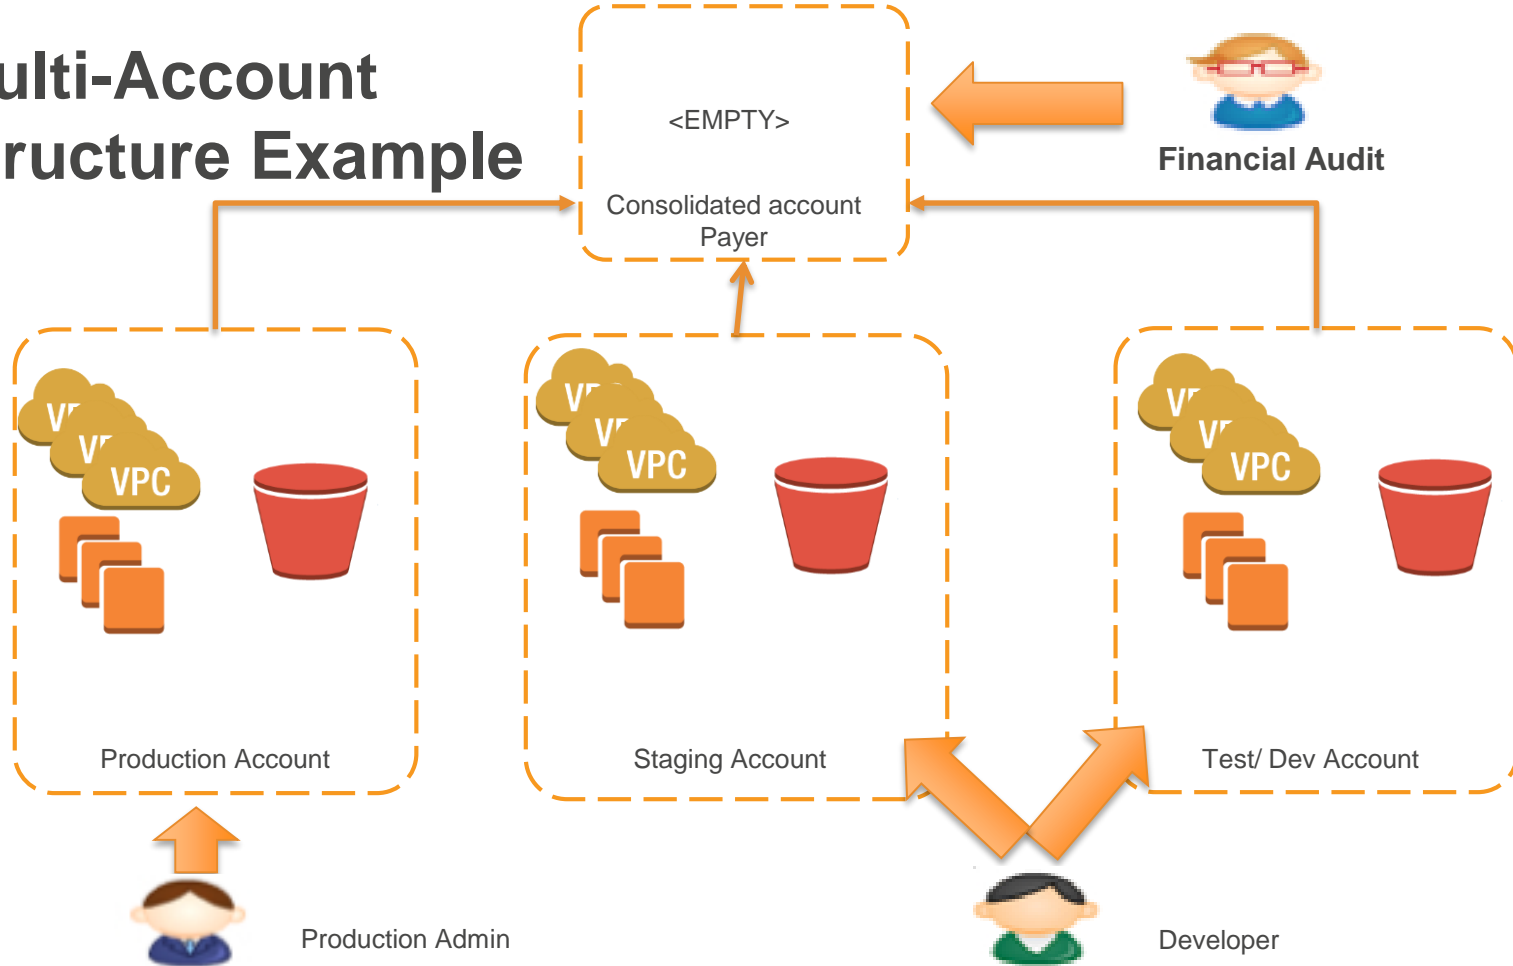 ulti-Account
ructure Example
<EMPTY>
Consolidated account
Payer
Financial Audit
VPC
VPC
VPC
Production Account
Staging Account
Test/ Dev Account
Production Admin
Developer